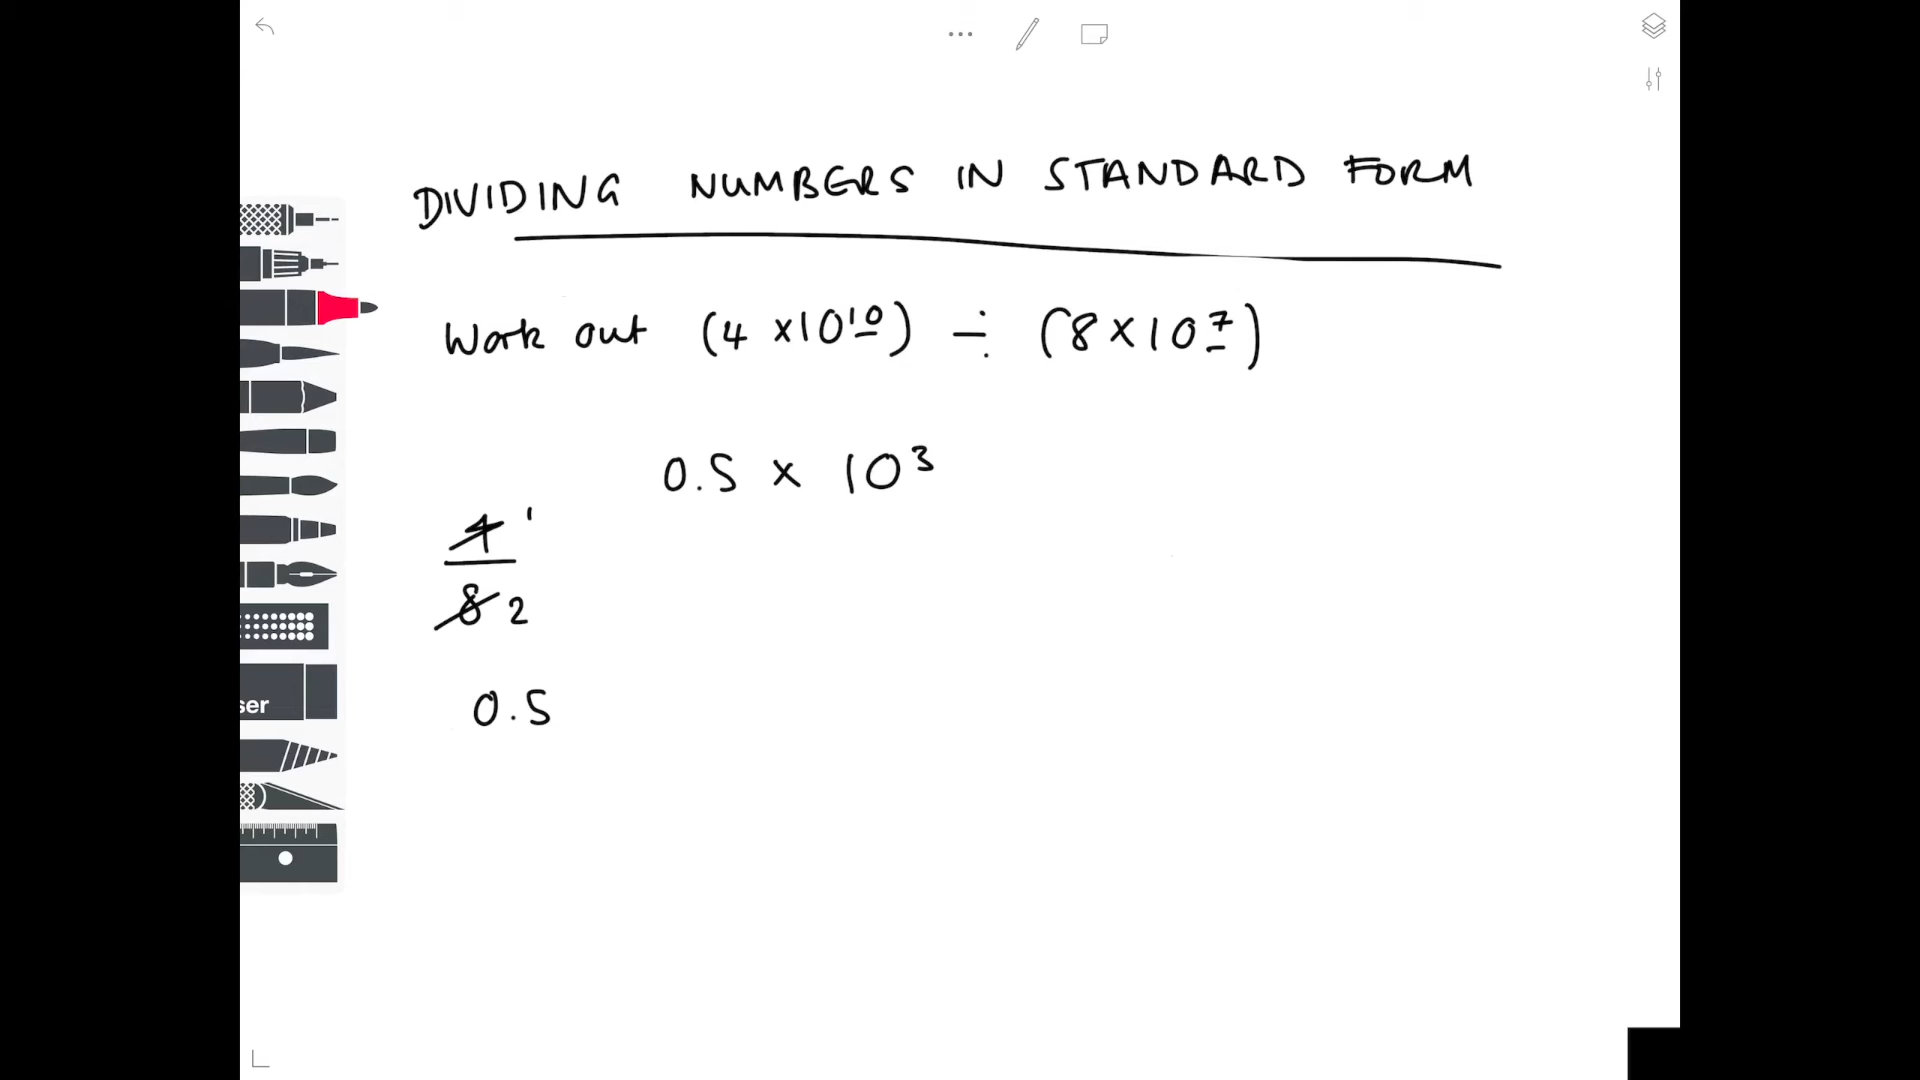 DIVIDING NUMBERS IN STANDARD FORM
Work out (4 ×10¹⁰) ÷ (8×10⁷)
0.5 × 10³
4 1
8 2
0.5
ser